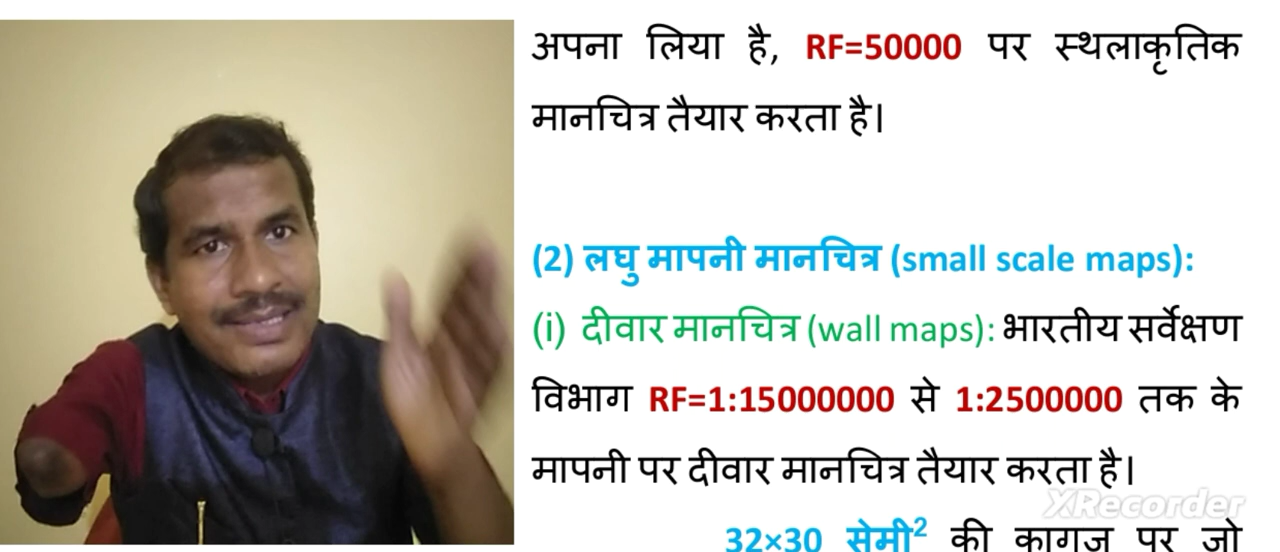 अपना लिया है, RF=50000 पर स्थलाकृतिक
मानचित्र तैयार करता है।
(2) लघु मापनी मानचित्र (small scale maps):
(i) दीवार मानचित्र (wall maps): भारतीय सर्वेक्षण
विभाग RF=1:15000000 से 1:2500000 तक के
मापनी पर दीवार मानचित्र तैयार करता है।
XRecorder
32×30 सेमी² की कागज पर जो